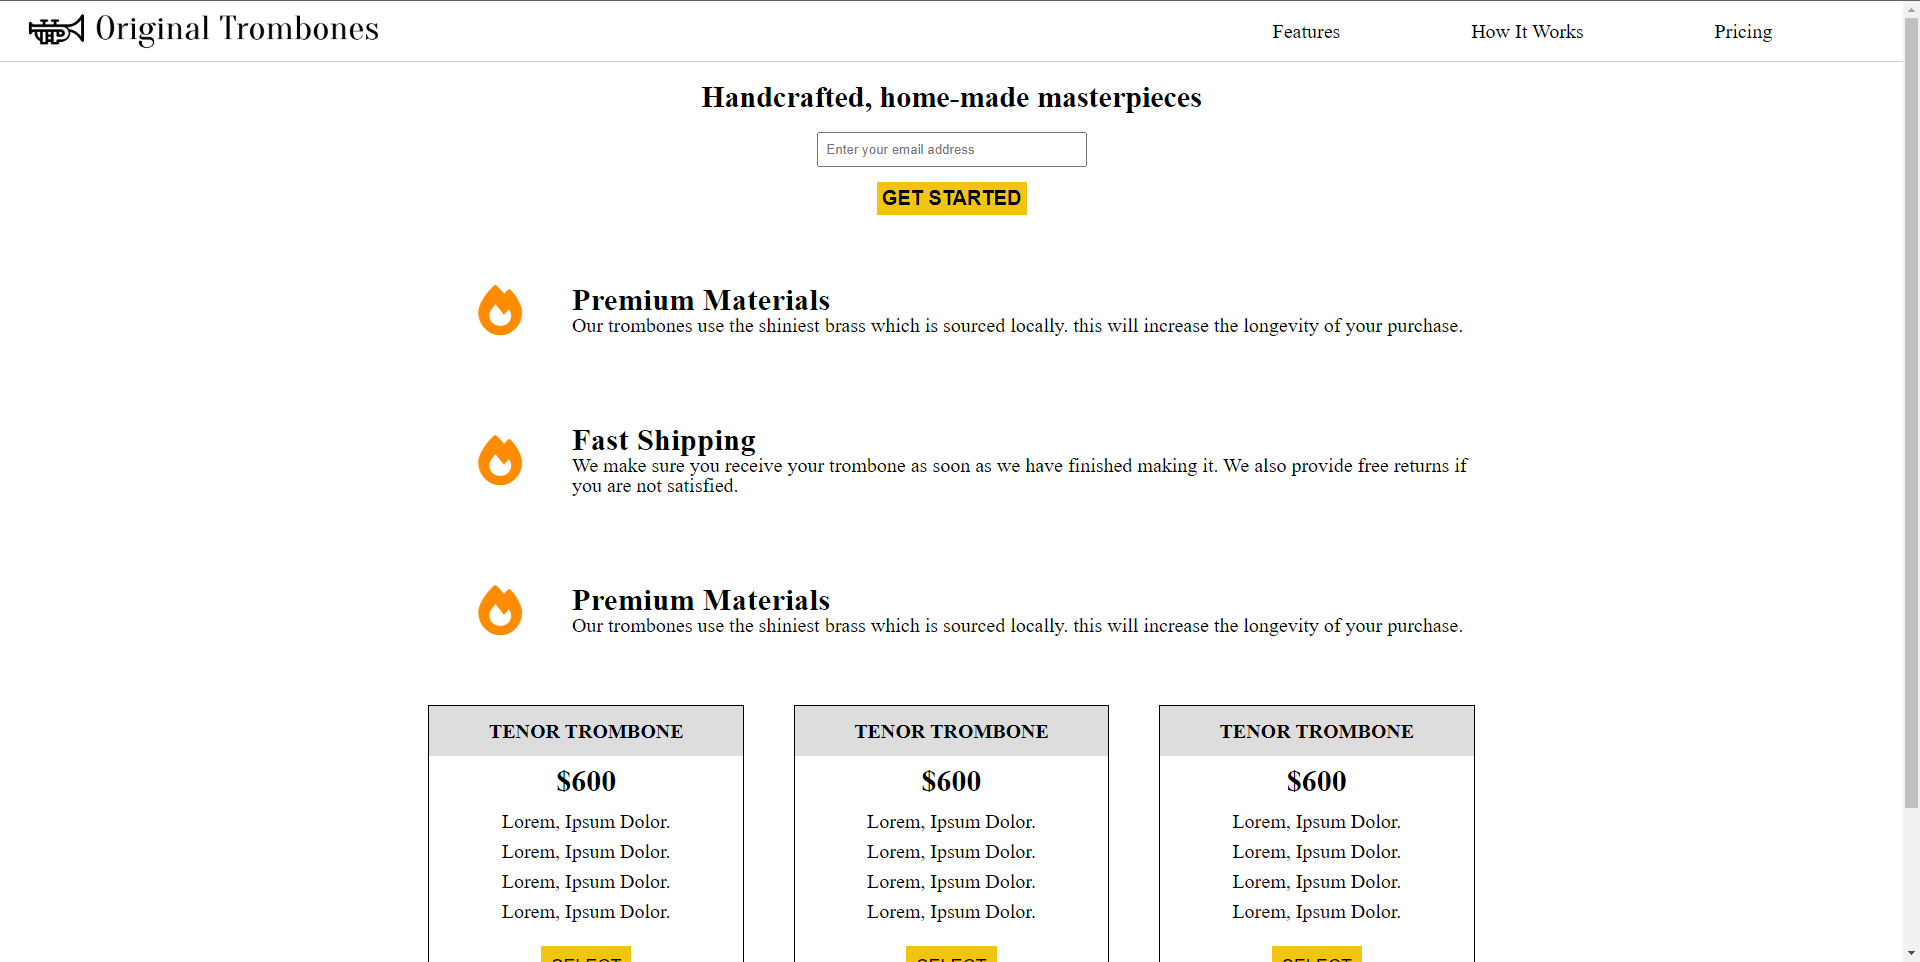 Original Trombones
Features
How It Works
Pricing
Handcrafted, home-made masterpieces
Enter your email address
GET STARTED
Premium Materials
Our trombones use the shiniest brass which is sourced locally. this will increase the longevity of your purchase.
Fast Shipping
We make sure you receive your trombone as soon as we have finished making it. We also provide free returns if
you are not satisfied.
Premium Materials
Our trombones use the shiniest brass which is sourced locally. this will increase the longevity of your purchase.
TENOR TROMBONE
$600
Lorem, Ipsum Dolor.
Lorem, Ipsum Dolor.
Lorem, Ipsum Dolor.
Lorem, Ipsum Dolor.
SELECT
TENOR TROMBONE
$600
Lorem, Ipsum Dolor.
Lorem, Ipsum Dolor.
Lorem, Ipsum Dolor.
Lorem, Ipsum Dolor.
SELECT
TENOR TROMBONE
$600
Lorem, Ipsum Dolor.
Lorem, Ipsum Dolor.
Lorem, Ipsum Dolor.
Lorem, Ipsum Dolor.
SELECT